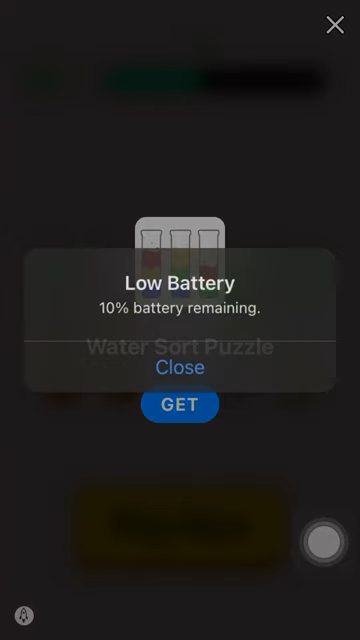 Low Battery
10% battery remaining.
Water Sort Puzzle
Close
GET